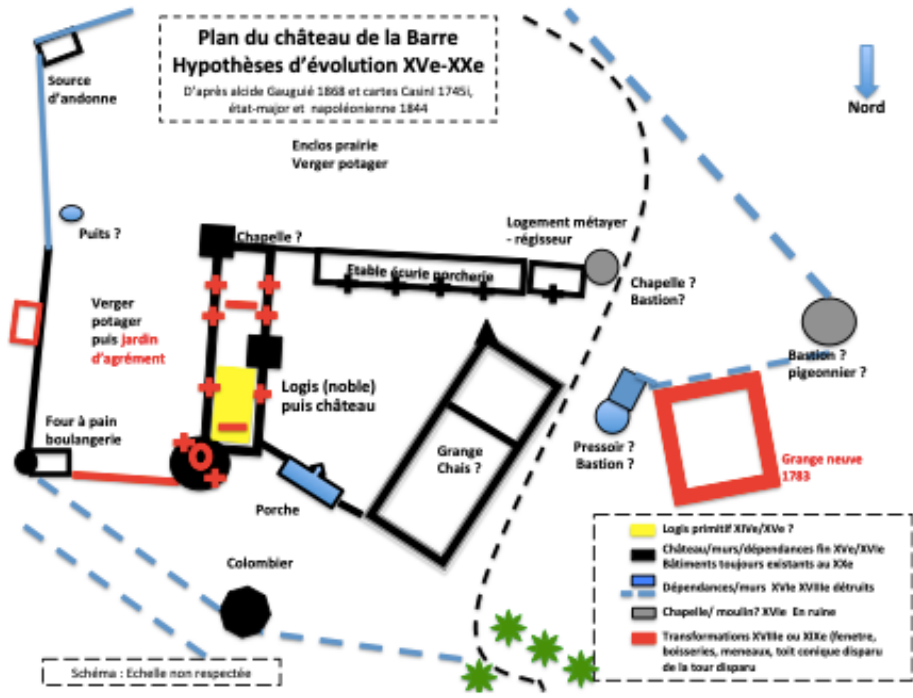 Plan du château de la Barre
Hypothèses d'évolution XVe-XXe
D'après alcide Gauguié 1868 et cartes Casini 1745i,
état-major et napoléonienne 1844
Nord
Source
d'andonne
Enclos prairie
Verger potager
Puits ?
Chapelle ?
Logement métayer
- régisseur
Etable écurie porcherie
Chapelle ?
Bastion?
Verger
potager
puis jardin
d'agrément
Bastion ?
pigeonnier ?
Logis (noble)
puis château
Four à pain
boulangerie
Grange
Chais ?
Pressoir ?
Bastion ?
Grange neuve
1783
Porche
Colombier
Logis primitif XIVe/XVe ?
Château/murs/dépendances fin XVe/XVIe
Bâtiments toujours existants au XXe
Dépendances/murs XVIe XVIIIe détruits
Chapelle/ moulin? XVIe En ruine
Transformations XVIIIe ou XIXe (fenetre,
boisseries, meneaux, toit conique disparu
de la tour disparu
Schéma : Echelle non respectée